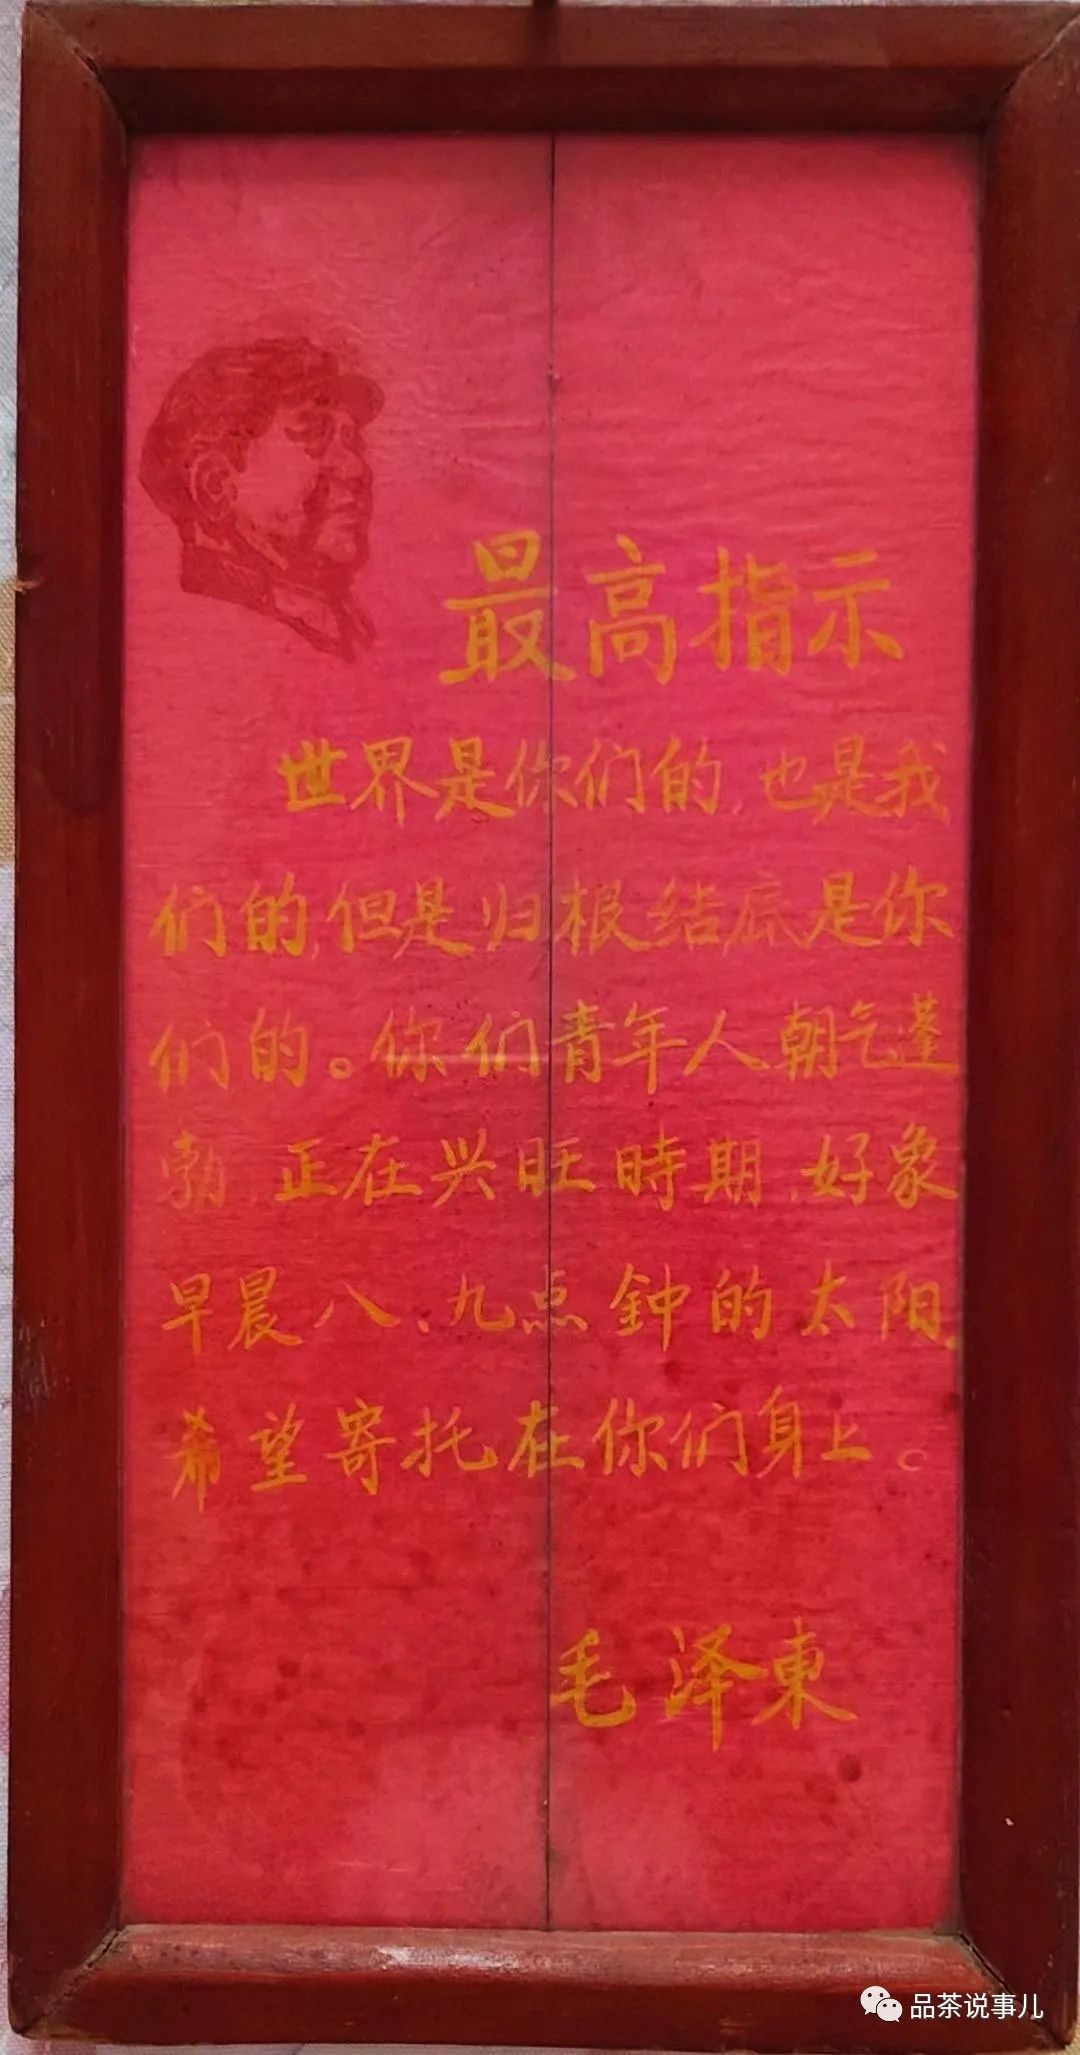 最高指示
世界是你们的,也是我
们的,但是归根结底是你
们的。你们青年人朝气蓬
勃,正在兴旺時期,好象
早晨八、九点鈡的太阳。
希望寄托在你们身上。
毛泽東
品茶说事儿